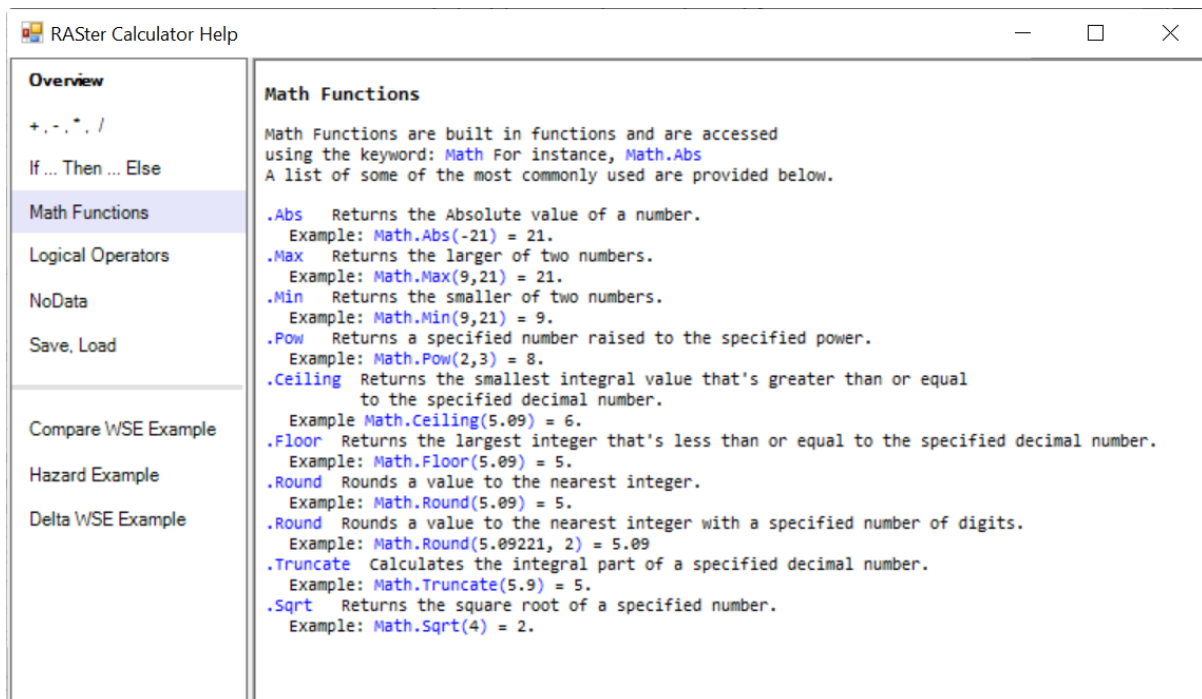 RASter Calculator Help
Overview
+ , - , * , /
If ... Then ... Else
Math Functions
Logical Operators
NoData
Save, Load
Compare WSE Example
Hazard Example
Delta WSE Example
Math Functions
Math Functions are built in functions and are accessed
using the keyword: Math For instance, Math.Abs
A list of some of the most commonly used are provided below.
.Abs Returns the Absolute value of a number.
Example: Math.Abs(-21) = 21.
.Max Returns the larger of two numbers.
Example: Math.Max(9,21) = 21.
.Min Returns the smaller of two numbers.
Example: Math.Min(9,21) = 9.
.Pow Returns a specified number raised to the specified power.
Example: Math.Pow(2,3) = 8.
.Ceiling Returns the smallest integral value that's greater than or equal
to the specified decimal number.
Example Math.Ceiling(5.09) = 6.
.Floor Returns the largest integer that's less than or equal to the specified decimal number.
Example: Math.Floor(5.09) = 5.
.Round Rounds a value to the nearest integer.
Example: Math.Round(5.09) = 5.
.Round Rounds a value to the nearest integer with a specified number of digits.
Example: Math.Round(5.09221, 2) = 5.09
.Truncate Calculates the integral part of a specified decimal number.
Example: Math.Truncate(5.9) = 5.
.Sqrt Returns the square root of a specified number.
Example: Math.Sqrt(4) = 2.